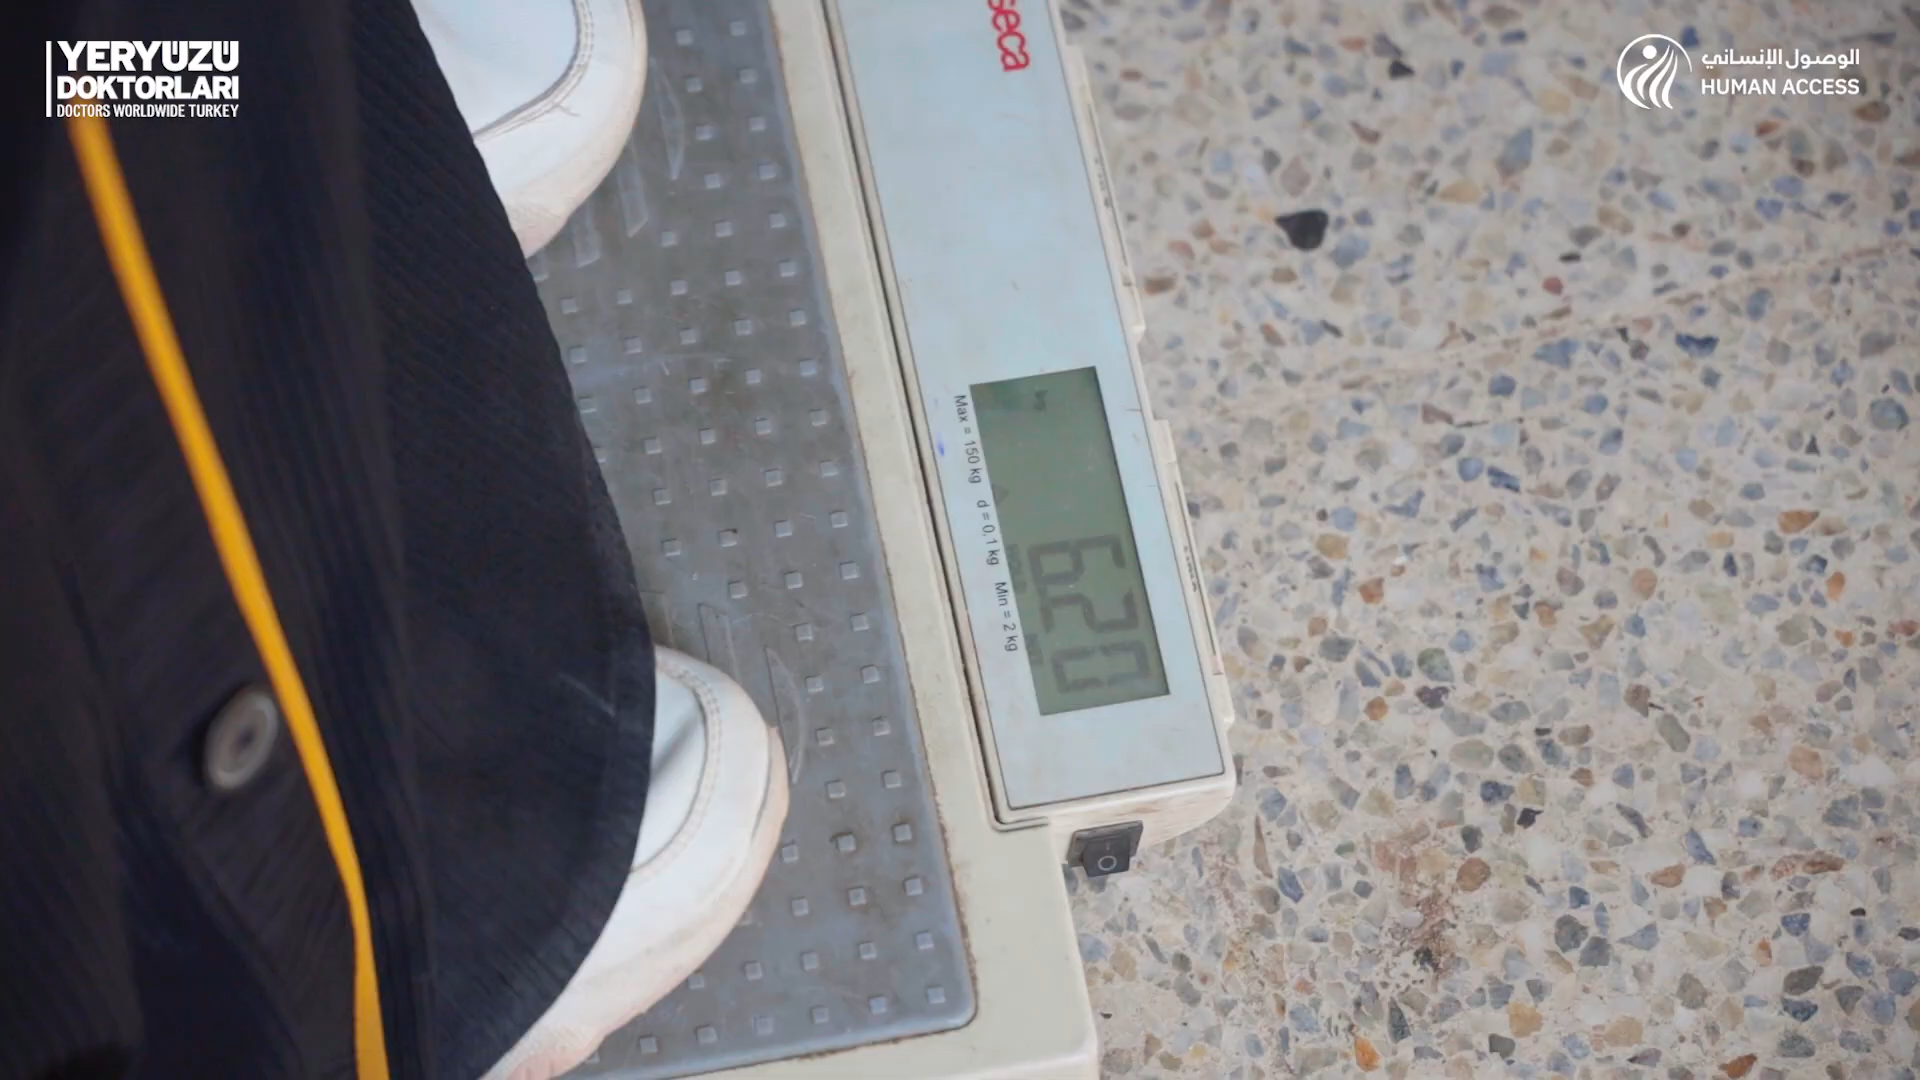 YERYÜZÜ
DOKTORLARI
DOCTORS WORLDWIDE TURKEY
الوصول الإنساني
HUMAN ACCESS
seca
Max = 150 kg d = 0,1 kg Min = 2 kg
62.0